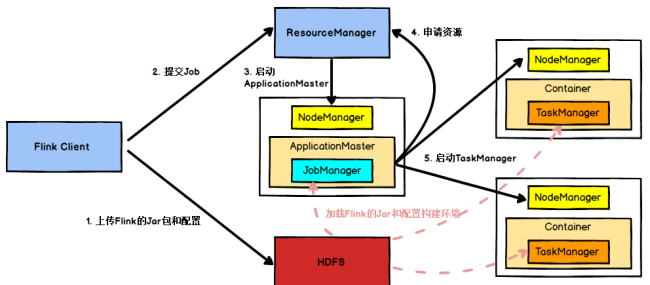 ResourceManager
4. 申请资源
2. 提交Job
3. 启动
ApplicationMaster
NodeManager
Container
TaskManager
NodeManager
ApplicationMaster
JobManager
Flink Client
5. 启动TaskManager
NodeManager
Container
TaskManager
1. 上传Flink的Jar包和配置
加载Flink的Jar和配置构建环境
HDFS